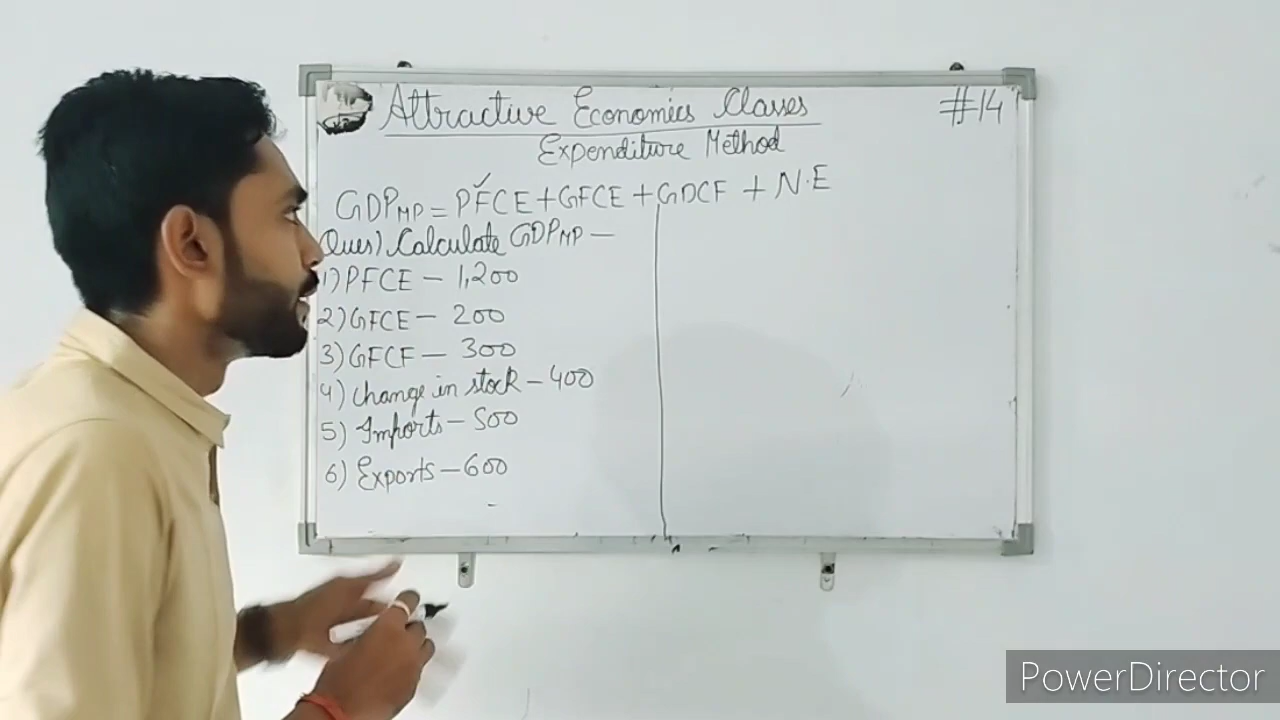 Attractive Economics Classes #14
Expenditure Method
GDPMP = PFCE + GFCE + GDCF + N.E
Ques). Calculate GDPMP —
1) PFCE — 1,200
2) GFCE — 200
3) GFCF — 300
4) Change in stock — 400
5) Imports — 500
6) Exports — 600
PowerDirector